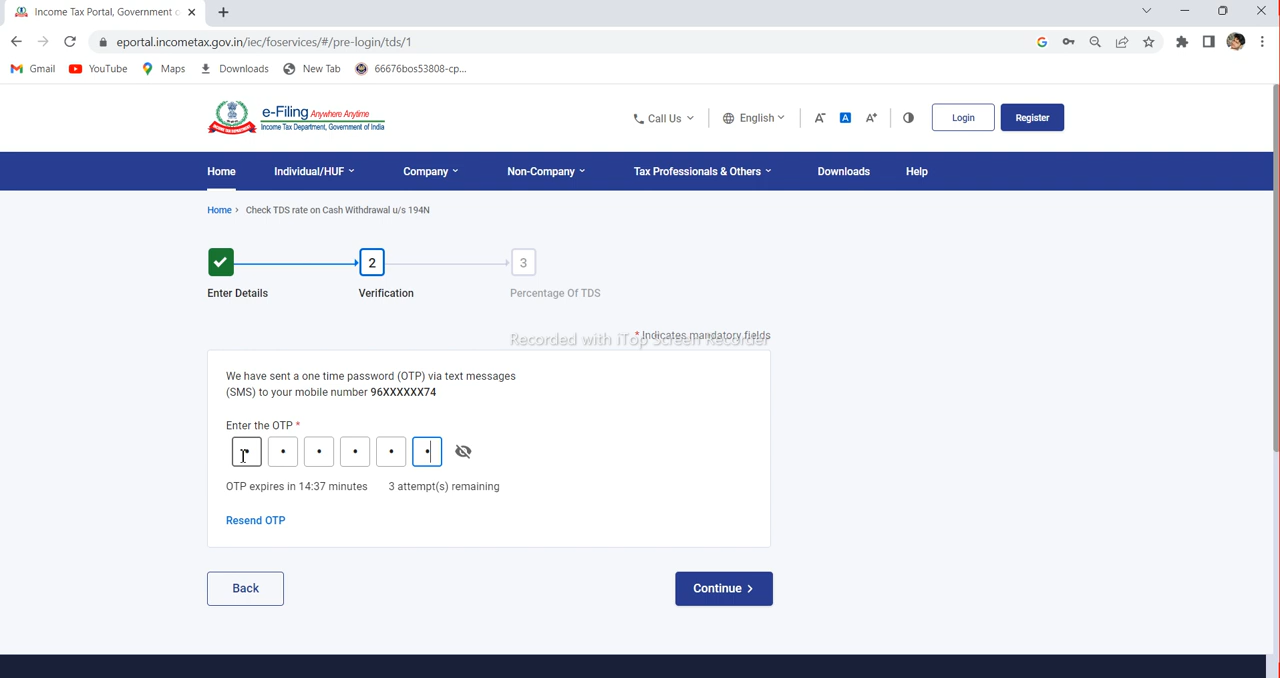 Income Tax Portal, Government o
eportal.incometax.gov.in/iec/foservices/#/pre-login/tds/1
Gmail YouTube Maps Downloads New Tab 66676bos53808-cp...
e-Filing Anywhere Anytime
Income Tax Department, Government of India
Call Us English A- A A+ Login Register
Home Individual/HUF Company Non-Company Tax Professionals & Others Downloads Help
Home > Check TDS rate on Cash Withdrawal u/s 194N
2 3
Enter Details Verification Percentage Of TDS
* Indicates mandatory fields
Recorded with iTop Screen Recorder
We have sent a one time password (OTP) via text messages
(SMS) to your mobile number 96XXXXXX74
Enter the OTP *
OTP expires in 14:37 minutes 3 attempt(s) remaining
Resend OTP
Back Continue >